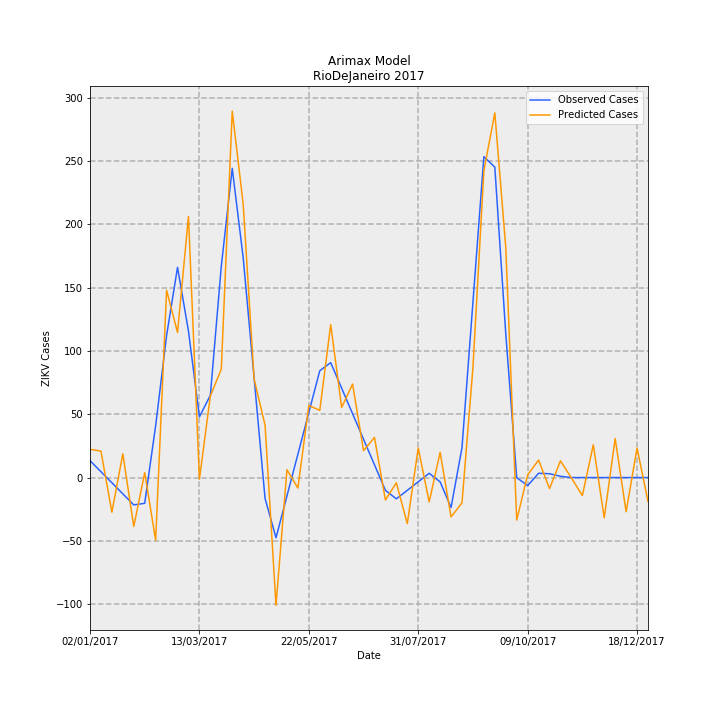 Arimax Model
RioDeJaneiro 2017
Observed Cases
Predicted Cases
300
250
200
150
100
50
0
−50
−100
ZIKV Cases
02/01/2017 13/03/2017 22/05/2017 31/07/2017 09/10/2017 18/12/2017
Date